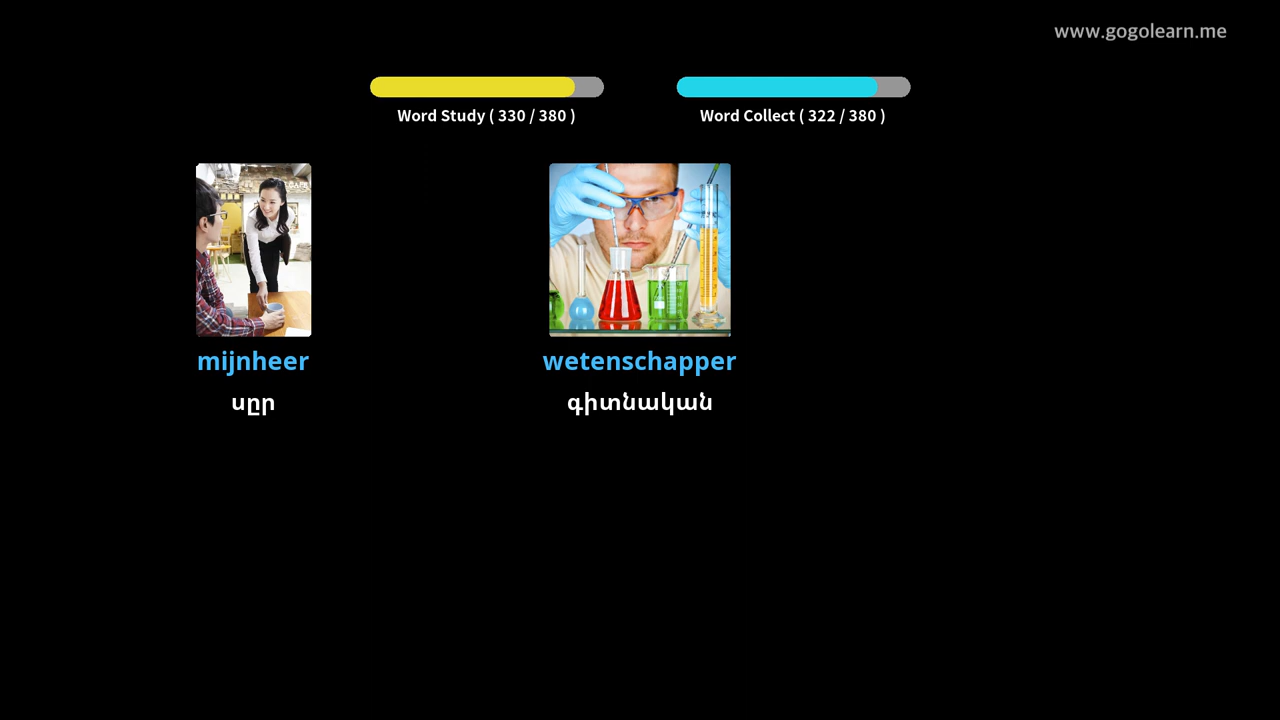 www.gogolearn.me
Word Study ( 330 / 380 )
Word Collect ( 322 / 380 )
mijnheer
wetenschapper
սըր
գիտնական